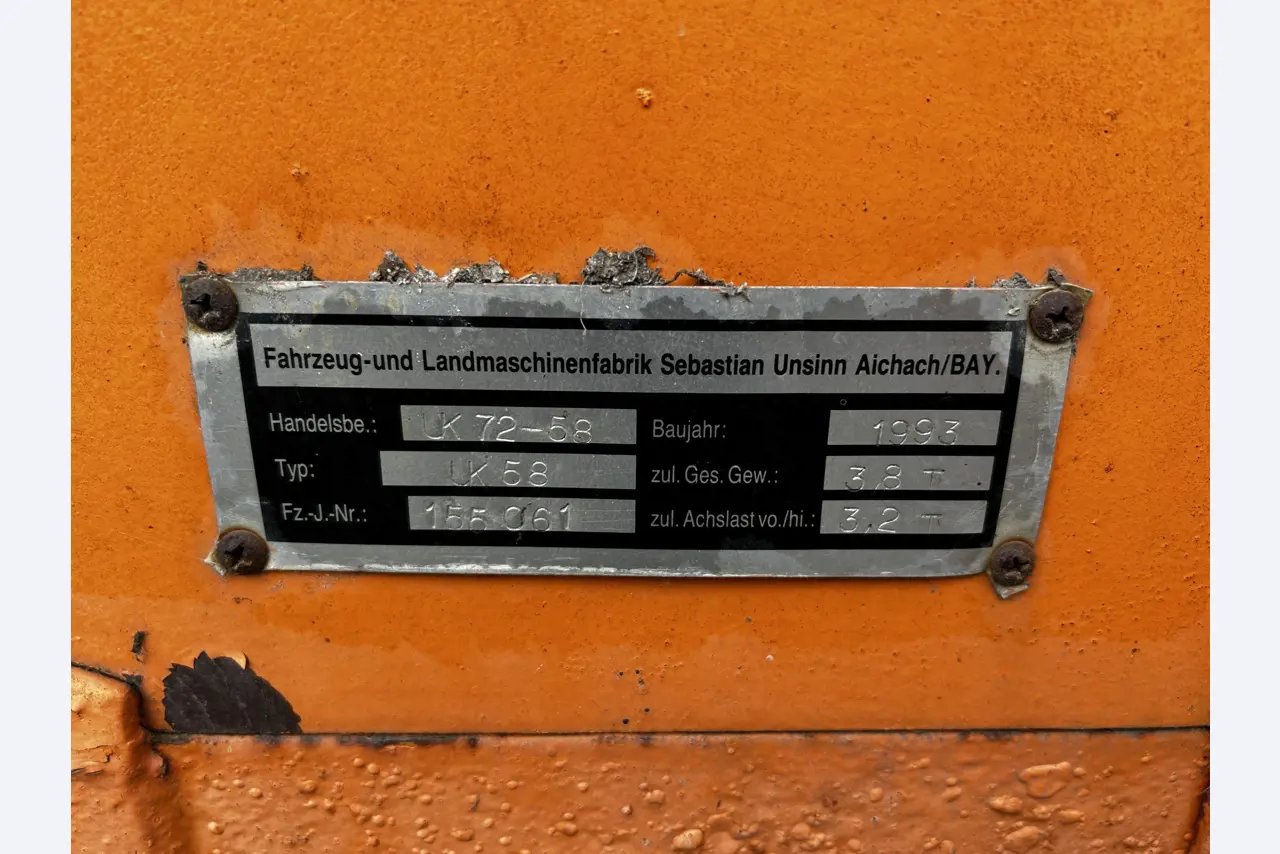 Fahrzeug-und Landmaschinenfabrik Sebastian Unsinn Aichach/BAY.
Handelsbe.: UK 72-58 Baujahr: 1993
Typ: UK 58 zul. Ges. Gew.: 3,8 T
Fz.-I.-Nr.: 155 061 zul. Achslast vo./hi.: 3,2 T